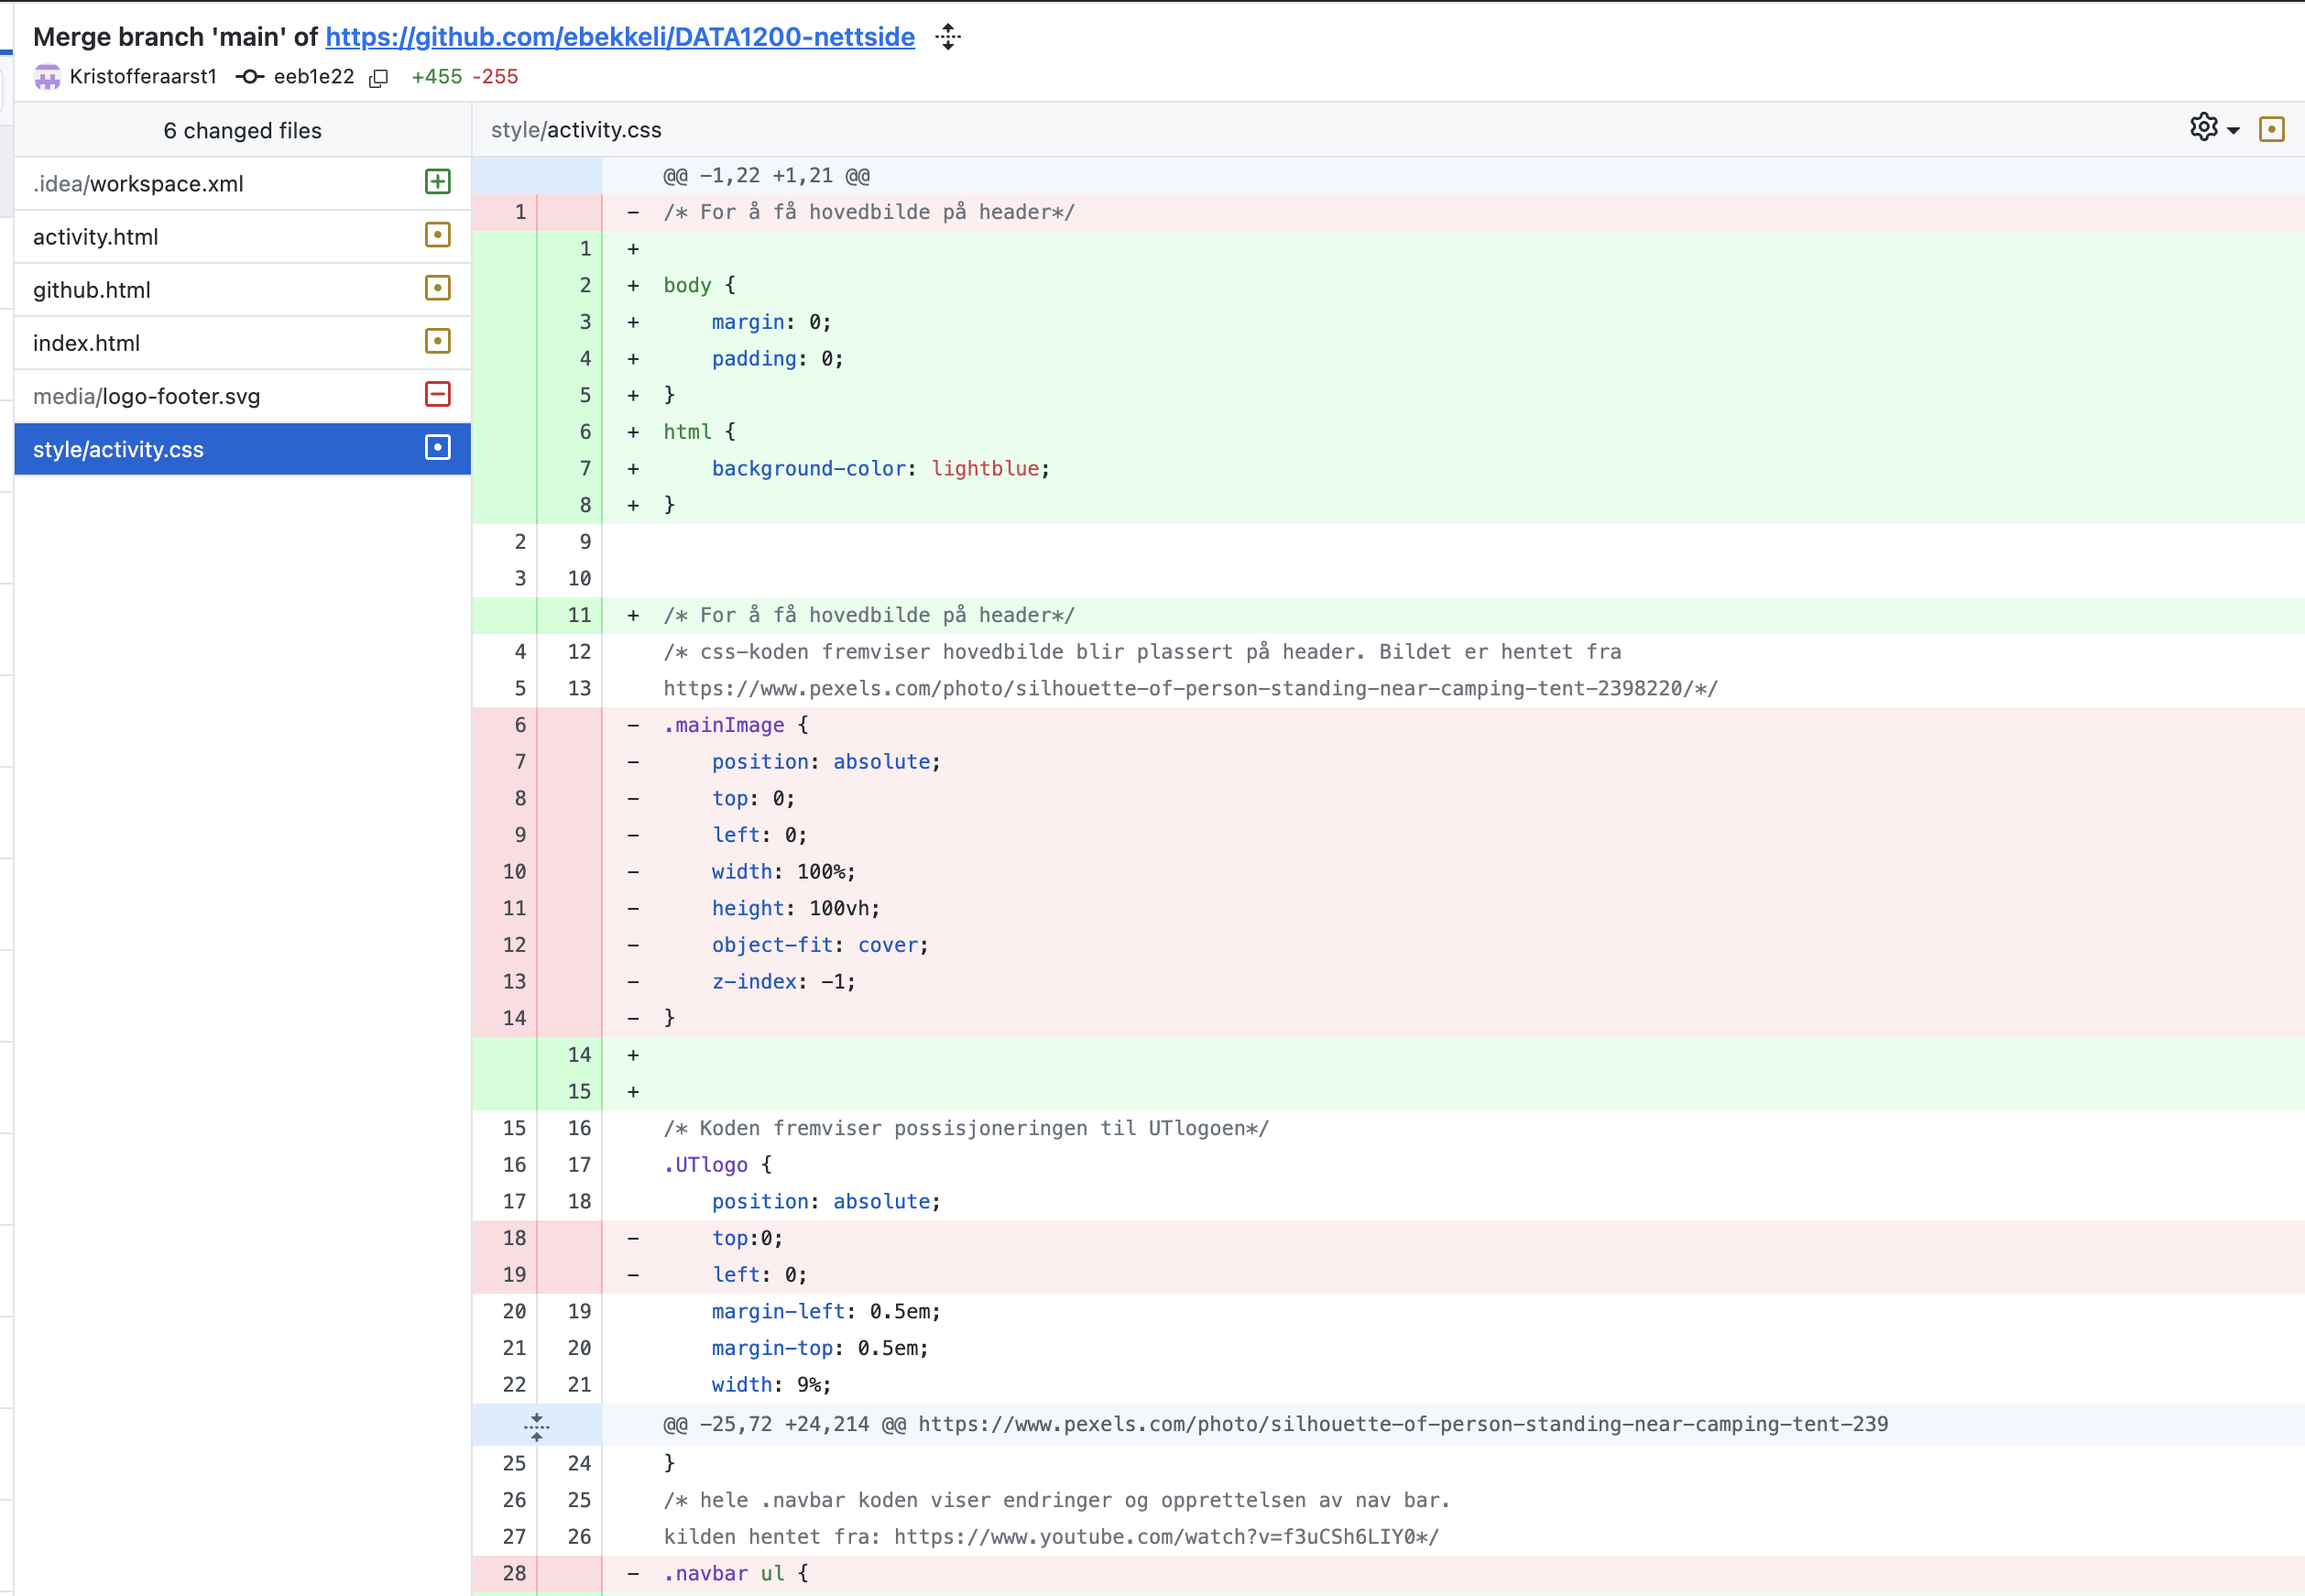 Merge branch 'main' of https://github.com/ebekkeli/DATA1200-nettside
Kristofferaarst1 eeb1e22 +455 -255
6 changed files
.idea/workspace.xml
activity.html
github.html
index.html
media/logo-footer.svg
style/activity.css
style/activity.css
@@ -1,22 +1,21 @@
1 - /* For å få hovedbilde på header*/
1 +
2 + body {
3 + margin: 0;
4 + padding: 0;
5 + }
6 + html {
7 + background-color: lightblue;
8 + }
2 9
3 10
11 + /* For å få hovedbilde på header*/
4 12 /* css-koden fremviser hovedbilde blir plassert på header. Bildet er hentet fra
5 13 https://www.pexels.com/photo/silhouette-of-person-standing-near-camping-tent-2398220/*/
6 - .mainImage {
7 - position: absolute;
8 - top: 0;
9 - left: 0;
10 - width: 100%;
11 - height: 100vh;
12 - object-fit: cover;
13 - z-index: -1;
14 - }
14 +
15 +
15 16 /* Koden fremviser possisjoneringen til UTlogoen*/
16 17 .UTlogo {
17 18 position: absolute;
18 - top:0;
19 - left: 0;
20 19 margin-left: 0.5em;
21 20 margin-top: 0.5em;
22 21 width: 9%;
@@ -25,72 +24,214 @@ https://www.pexels.com/photo/silhouette-of-person-standing-near-camping-tent-239
25 24 }
26 25 /* hele .navbar koden viser endringer og opprettelsen av nav bar.
27 26 kilden hentet fra: https://www.youtube.com/watch?v=f3uCSh6LIY0*/
28 - .navbar ul {